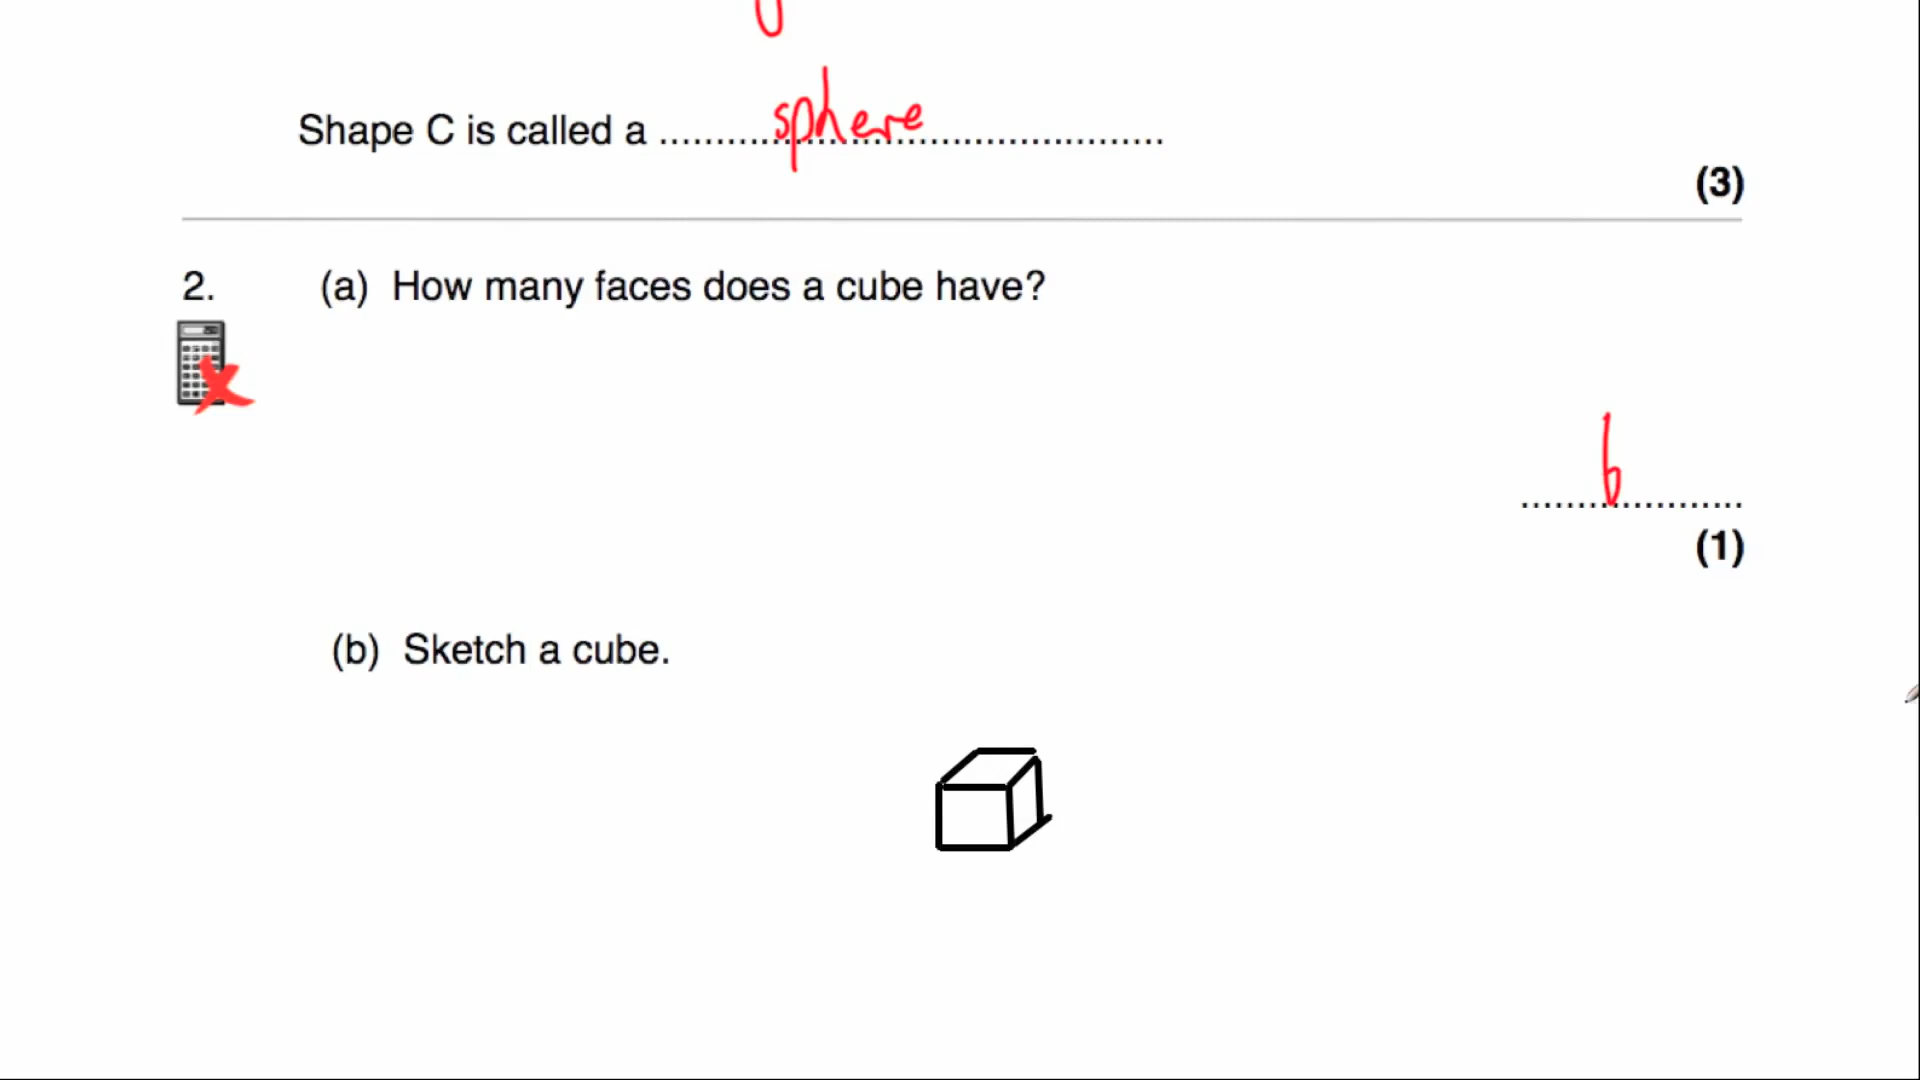 Shape C is called a ..........sphere......................
(3)
2. (a) How many faces does a cube have?
6
(1)
(b) Sketch a cube.